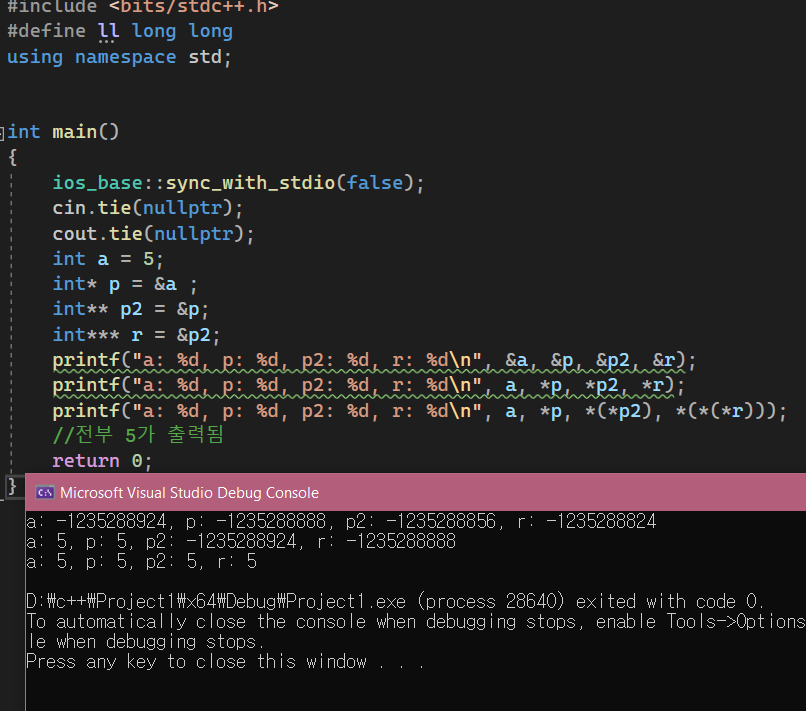 #include <bits/stdc++.h>
#define ll long long
using namespace std;
int main()
{
ios_base::sync_with_stdio(false);
cin.tie(nullptr);
cout.tie(nullptr);
int a = 5;
int* p = &a ;
int** p2 = &p;
int*** r = &p2;
printf("a: %d, p: %d, p2: %d, r: %d\n", &a, &p, &p2, &r);
printf("a: %d, p: %d, p2: %d, r: %d\n", a, *p, *p2, *r);
printf("a: %d, p: %d, p2: %d, r: %d\n", a, *p, *(*p2), *(*(*r)));
//전부 5가 출력됨
return 0;
}
Microsoft Visual Studio Debug Console
a: -1235288924, p: -1235288888, p2: -1235288856, r: -1235288824
a: 5, p: 5, p2: -1235288924, r: -1235288888
a: 5, p: 5, p2: 5, r: 5
D:₩c++₩Project1₩x64₩Debug₩Project1.exe (process 28640) exited with code 0.
To automatically close the console when debugging stops, enable Tools->Options
le when debugging stops.
Press any key to close this window . . .